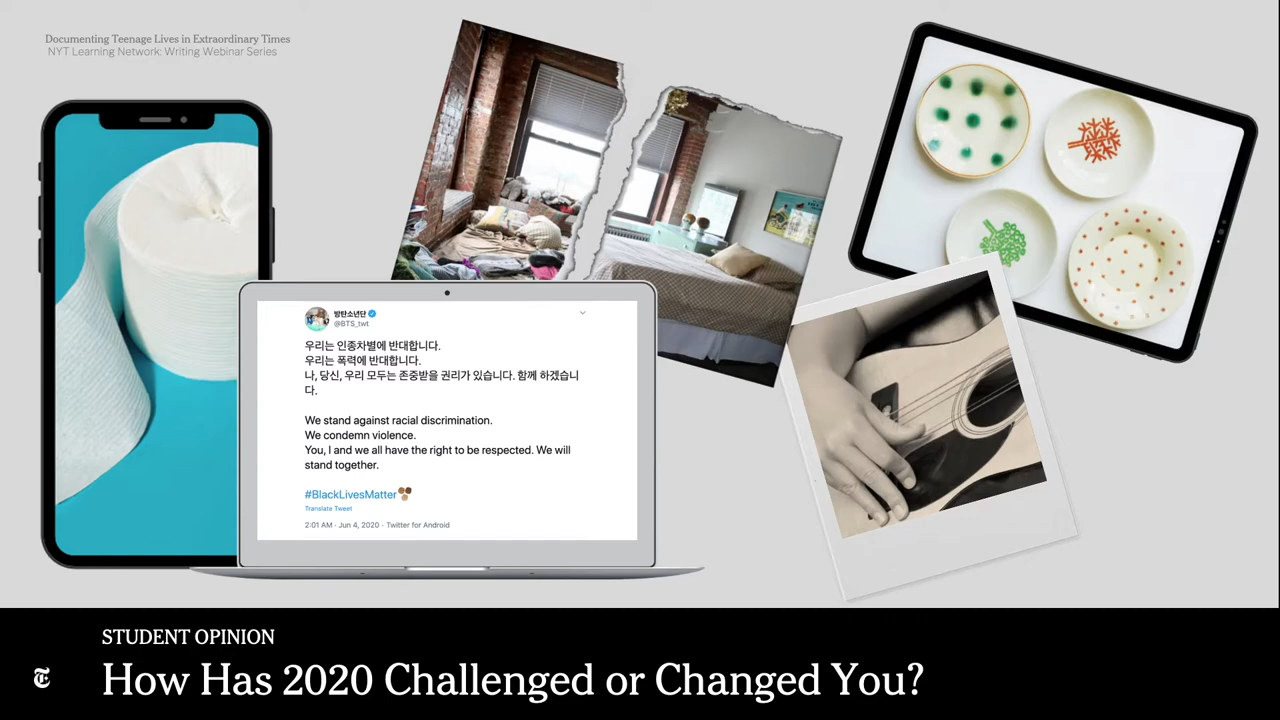 Documenting Teenage Lives in Extraordinary Times
NYT Learning Network: Writing Webinar Series
방탄소년단
@BTS_twt
우리는 인종차별에 반대합니다.
우리는 폭력에 반대합니다.
나, 당신, 우리 모두는 존중받을 권리가 있습니다. 함께 하겠습니
다.
We stand against racial discrimination.
We condemn violence.
You, I and we all have the right to be respected. We will
stand together.
#BlackLivesMatter
Translate Tweet
2:01 AM · Jun 4, 2020 · Twitter for Android
STUDENT OPINION
How Has 2020 Challenged or Changed You?